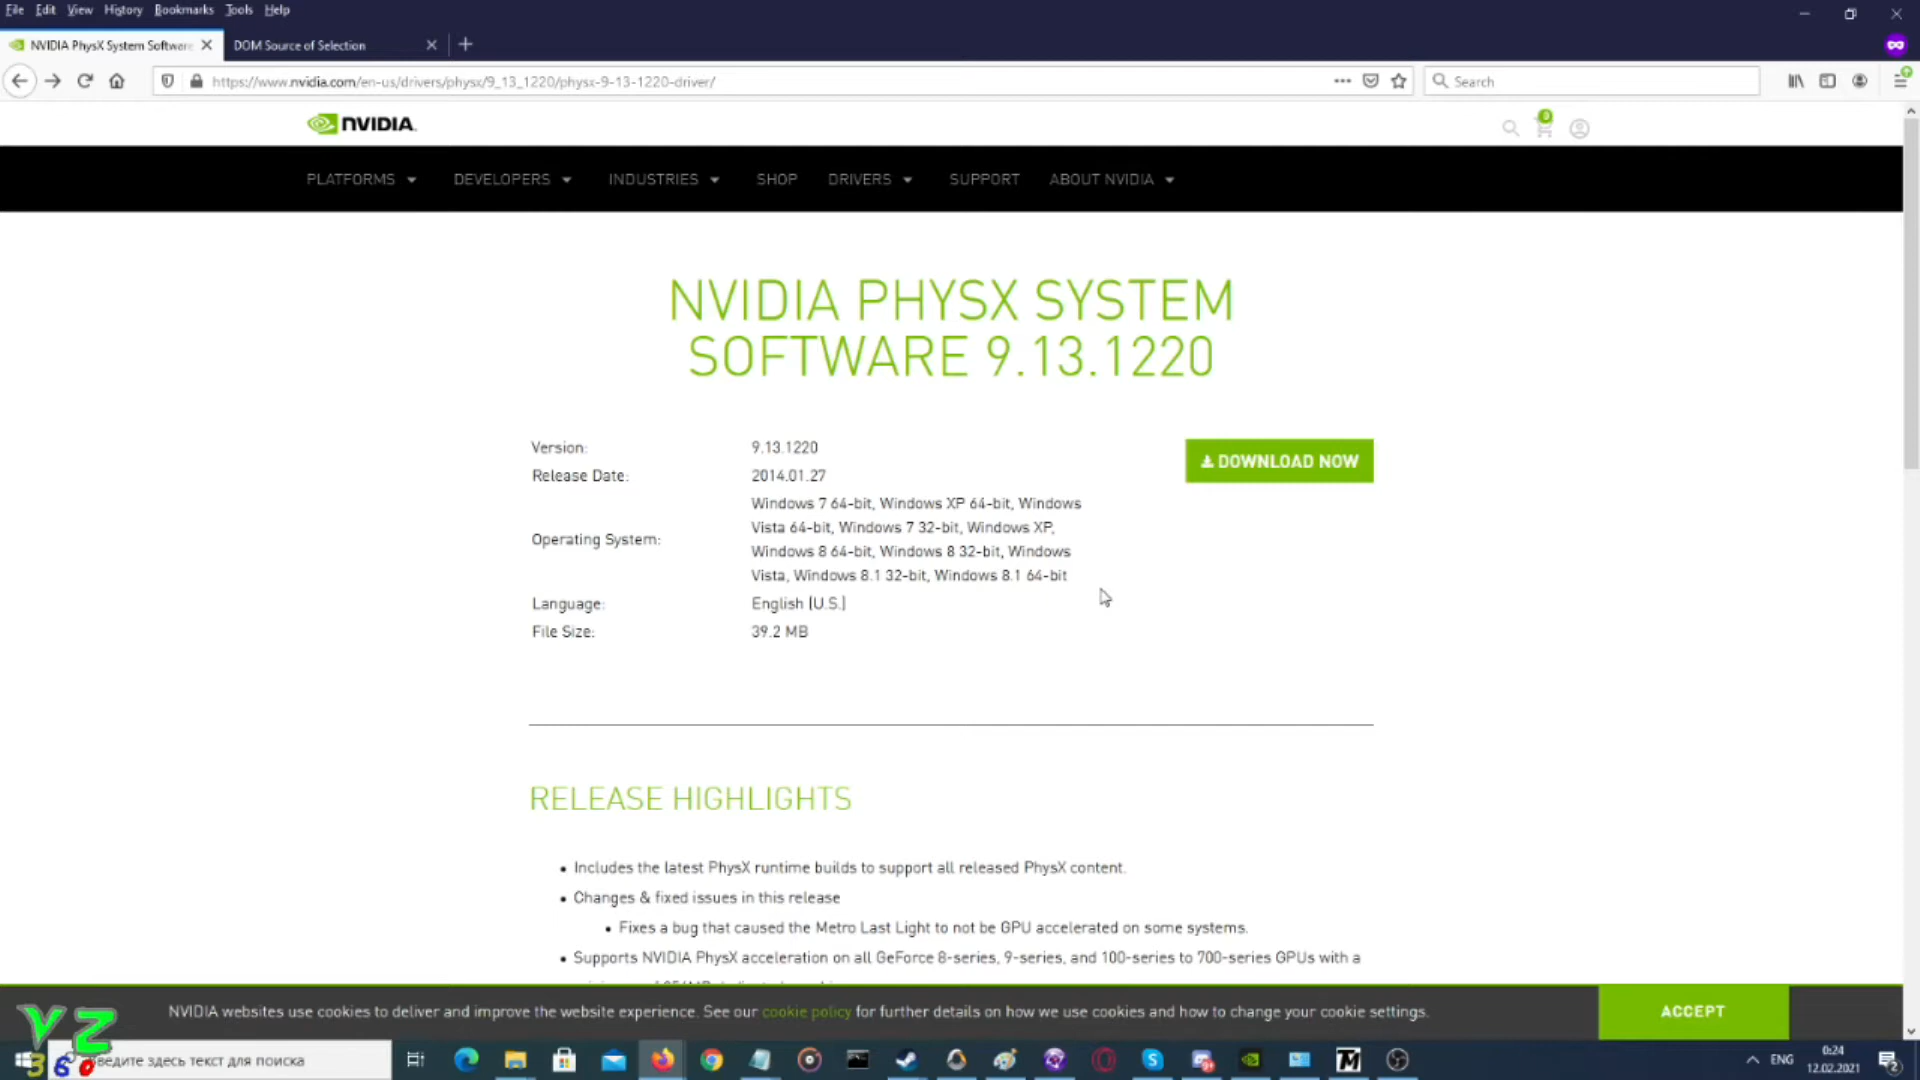 File Edit View History Bookmarks Tools Help
NVIDIA PhysX System Software DOM Source of Selection
https://www.nvidia.com/en-us/drivers/physx/9_13_1220/physx-9-13-1220-driver/ Search
NVIDIA. 0
PLATFORMS DEVELOPERS INDUSTRIES SHOP DRIVERS SUPPORT ABOUT NVIDIA
NVIDIA PHYSX SYSTEM
SOFTWARE 9.13.1220
Version: 9.13.1220
DOWNLOAD NOW
Release Date: 2014.01.27
Operating System: Windows 7 64-bit, Windows XP 64-bit, Windows
Vista 64-bit, Windows 7 32-bit, Windows XP,
Windows 8 64-bit, Windows 8 32-bit, Windows
Vista, Windows 8.1 32-bit, Windows 8.1 64-bit
Language: English (U.S.)
File Size: 39.2 MB
RELEASE HIGHLIGHTS
Includes the latest PhysX runtime builds to support all released PhysX content.
Changes & fixed issues in this release
Fixes a bug that caused the Metro Last Light to not be GPU accelerated on some systems.
Supports NVIDIA PhysX acceleration on all GeForce 8-series, 9-series, and 100-series to 700-series GPUs with a
NVIDIA websites use cookies to deliver and improve the website experience. See our cookie policy for further details on how we use cookies and how to change your cookie settings.
ACCEPT
YZ
360
ведите здесь текст для поиска
ENG 0:24
12.02.2021 2